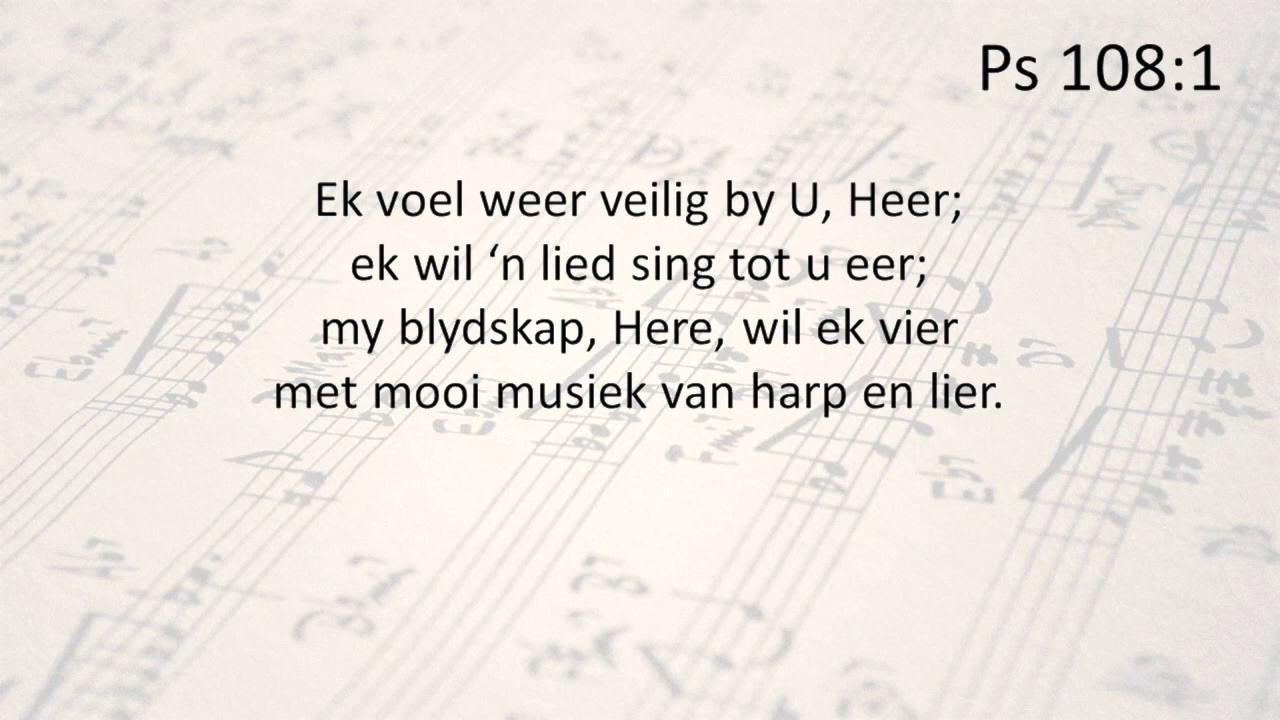 Ps 108:1
Ek voel weer veilig by U, Heer;
ek wil ‘n lied sing tot u eer;
my blydskap, Here, wil ek vier
met mooi musiek van harp en lier.